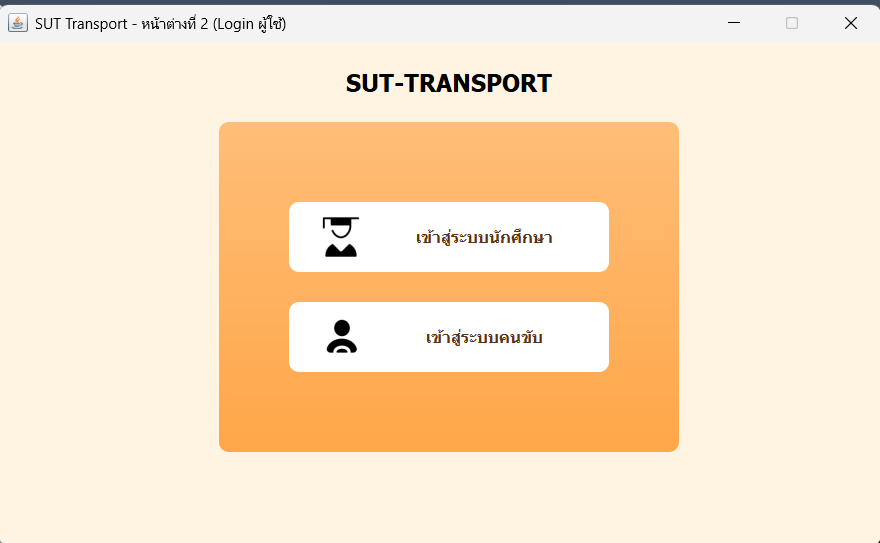 SUT Transport - หน้าต่างที่ 2 (Login ผู้ใช้)
SUT-TRANSPORT
เข้าสู่ระบบนักศึกษา
เข้าสู่ระบบคนขับ